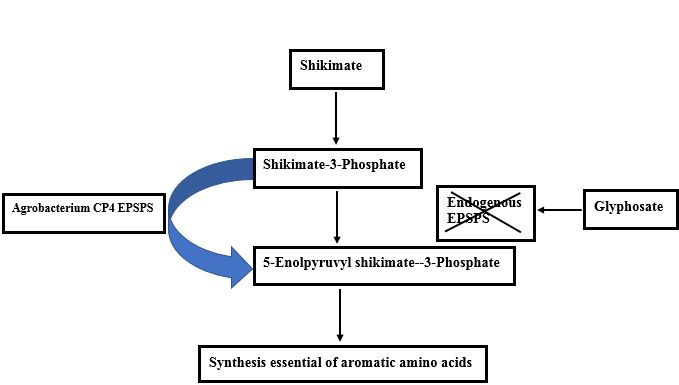 Shikimate
Shikimate-3-Phosphate
Agrobacterium CP4 EPSPS
Endogenous
EPSPS
Glyphosate
5-Enolpyruvyl shikimate--3-Phosphate
Synthesis essential of aromatic amino acids